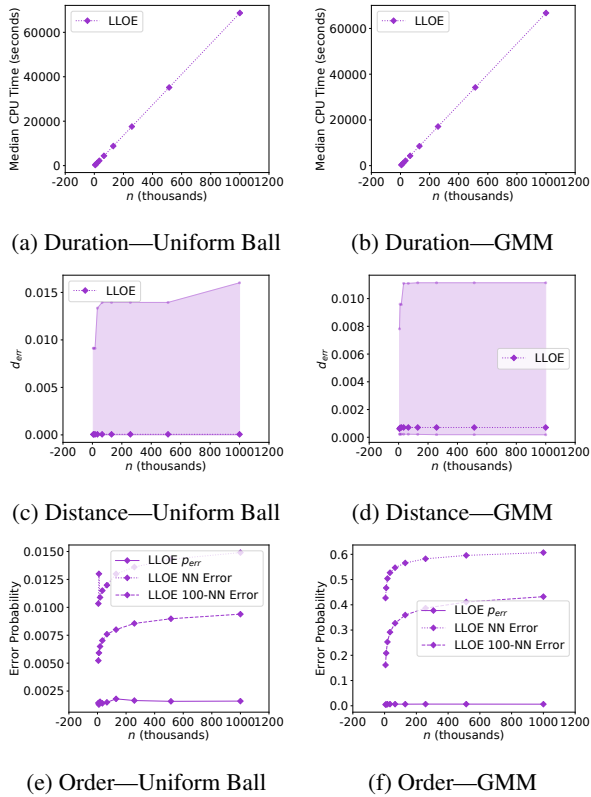 60000
40000
20000
0
Median CPU Time (seconds)
LLOE
-200 0 200 400 600 800 10001200
n (thousands)
(a) Duration—Uniform Ball
60000
40000
20000
0
Median CPU Time (seconds)
LLOE
-200 0 200 400 600 800 10001200
n (thousands)
(b) Duration—GMM
0.015
0.010
0.005
0.000
d_err
LLOE
-200 0 200 400 600 800 10001200
n (thousands)
(c) Distance—Uniform Ball
0.010
0.008
0.006
0.004
0.002
0.000
d_err
LLOE
-200 0 200 400 600 800 10001200
n (thousands)
(d) Distance—GMM
0.0150
0.0125
0.0100
0.0075
0.0050
0.0025
Error Probability
LLOE p_err
LLOE NN Error
LLOE 100-NN Error
-200 0 200 400 600 800 10001200
n (thousands)
(e) Order—Uniform Ball
0.6
0.5
0.4
0.3
0.2
0.1
0.0
Error Probability
LLOE p_err
LLOE NN Error
LLOE 100-NN Error
-200 0 200 400 600 800 10001200
n (thousands)
(f) Order—GMM